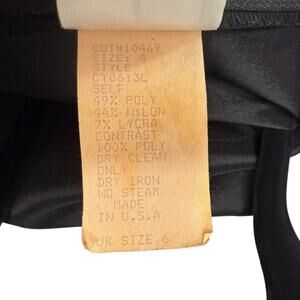 CUT#10469
SIZE: 8
STYLE
CY8613L
SELF
49% POLY
44% NYLON
7% LYCRA
CONTRAST
100% POLY
DRY CLEAN
ONLY
DRY IRON
NO STEAM
MADE
IN U.S.A
UK SIZE 6